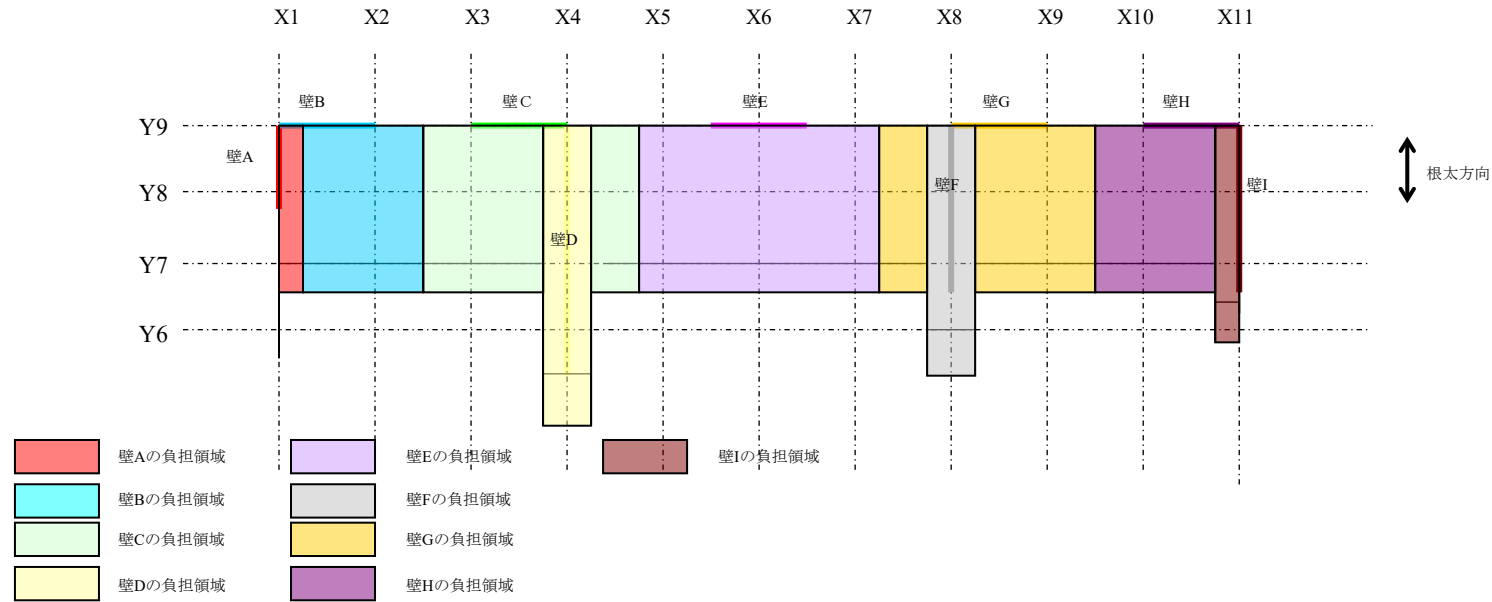 X1 X2 X3 X4 X5 X6 X7 X8 X9 X10 X11
壁B 壁C 壁E 壁G 壁H
Y9
壁A
根太方向
Y8 壁F 壁I
壁D
Y7
Y6
壁Aの負担領域 壁Eの負担領域 壁Iの負担領域
壁Bの負担領域 壁Fの負担領域
壁Cの負担領域 壁Gの負担領域
壁Dの負担領域 壁Hの負担領域